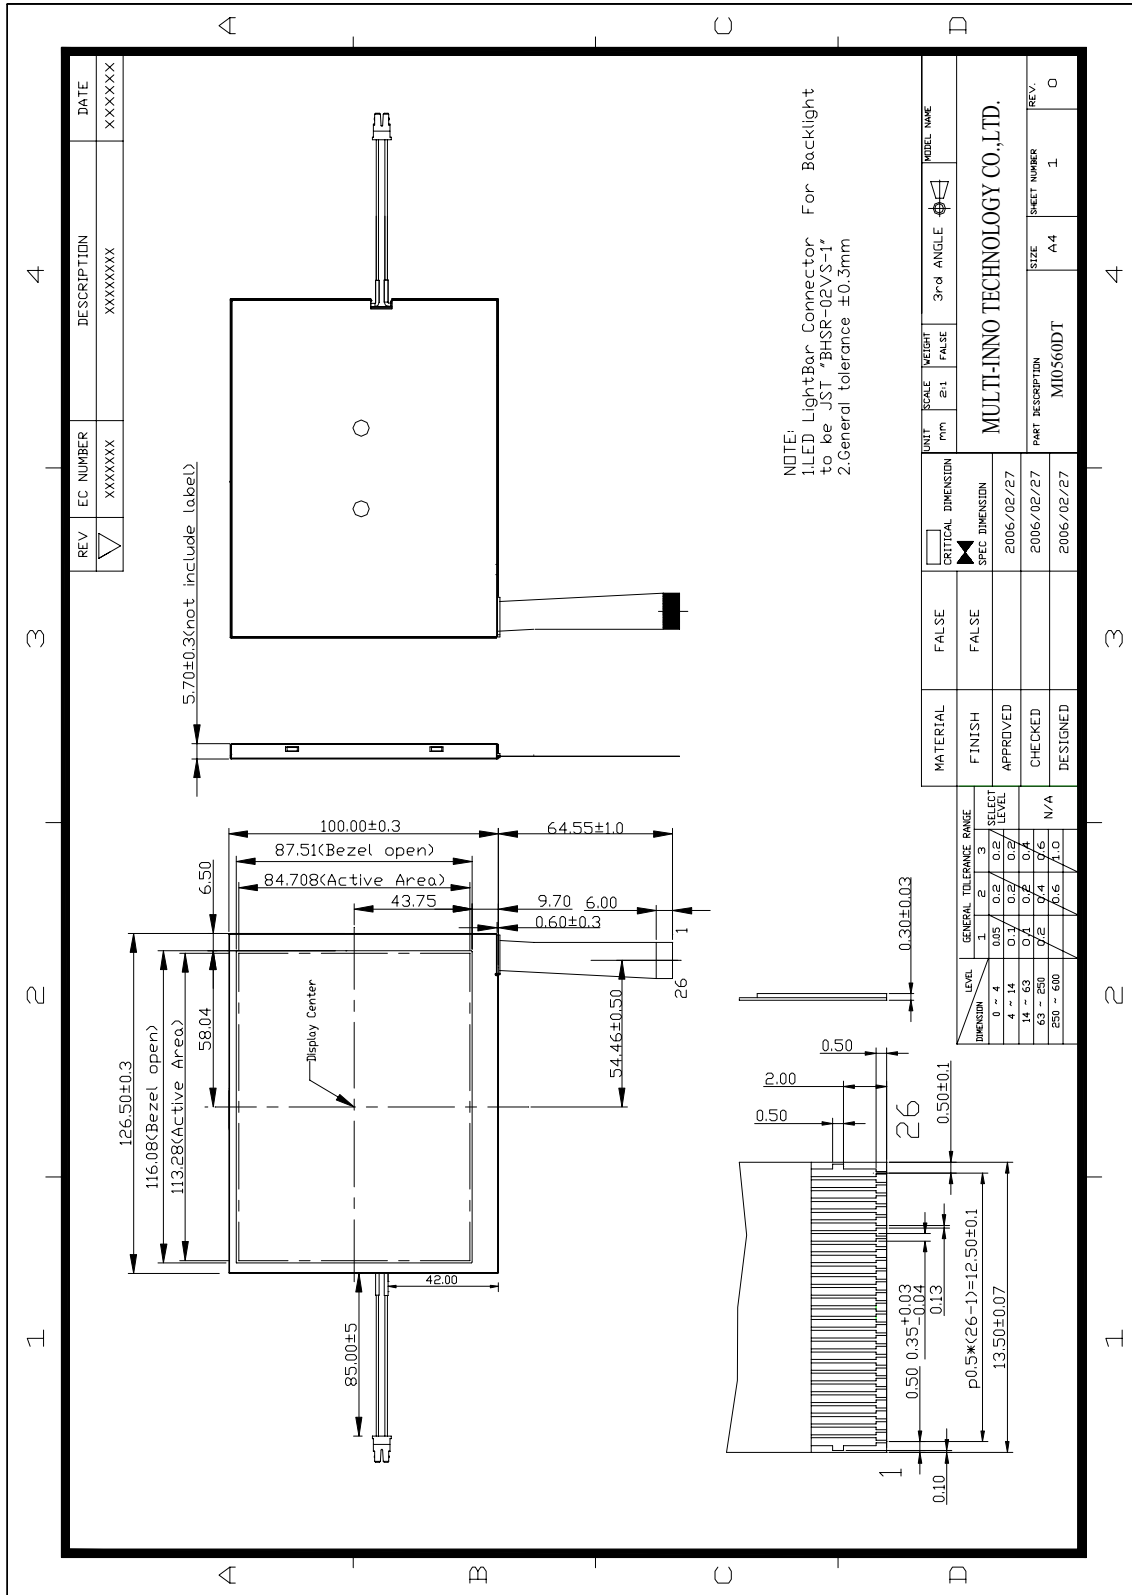 1
2
3
4
A
B
C
D
A
C
D
1
2
3
4
REV
EC NUMBER
DESCRIPTION
DATE
XXXXXXX
XXXXXXXX
XXXXXX
126.50±0.3
116.08(Bezel open)
113.28(Active Area)
58.04
6.50
Display Center
100.00±0.3
87.51(Bezel open)
84.708(Active Area)
43.75
64.55±1.0
9.70
6.00
0.60±0.3
1
26
54.46±0.50
42.00
85.00±5
5.70±0.3(not include label)
0.30±0.03
0.50
2.00
0.50
26
0.50±0.1
1
0.10
0.50
0.35+0.03
-0.04
0.13
p0.5*(26-1)=12.50±0.1
13.50±0.07
NOTE:
1.LED LightBar Connector For Backlight
to be JST "BHSR-02VS-1"
2.General tolerance ±0.3mm
GENERAL TOLERANCE RANGE
LEVEL
DIMENSION
1
2
3
SELECT LEVEL
0 ~ 4
0.05
0.2
0.2
4 ~ 14
0.1
0.2
0.2
14 ~ 63
0.1
0.2
0.4
63 ~ 250
0.2
0.4
0.6
250 ~ 600
0.6
1.0
N/A
MATERIAL
FALSE
FINISH
FALSE
APPROVED
2006/02/27
CHECKED
2006/02/27
DESIGNED
2006/02/27
CRITICAL DIMENSION
SPEC DIMENSION
UNIT
mm
SCALE
2:1
WEIGHT
FALSE
3rd ANGLE
MODEL NAME
MULTI-INNO TECHNOLOGY CO.,LTD.
PART DESCRIPTION
MI0560DT
SIZE
A4
SHEET NUMBER
1
REV.
0